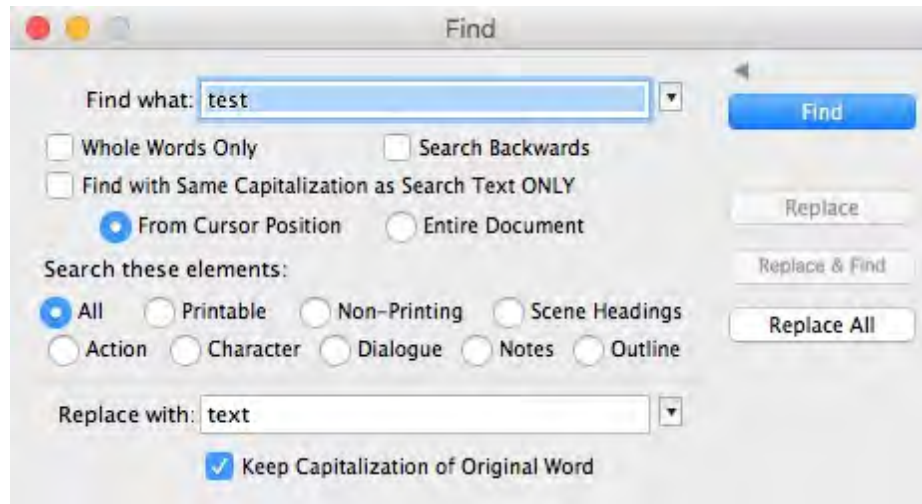 Find
Find what: test
Find
Whole Words Only Search Backwards
Find with Same Capitalization as Search Text ONLY
From Cursor Position Entire Document
Replace
Search these elements:
Replace & Find
All Printable Non-Printing Scene Headings
Replace All
Action Character Dialogue Notes Outline
Replace with: text
Keep Capitalization of Original Word